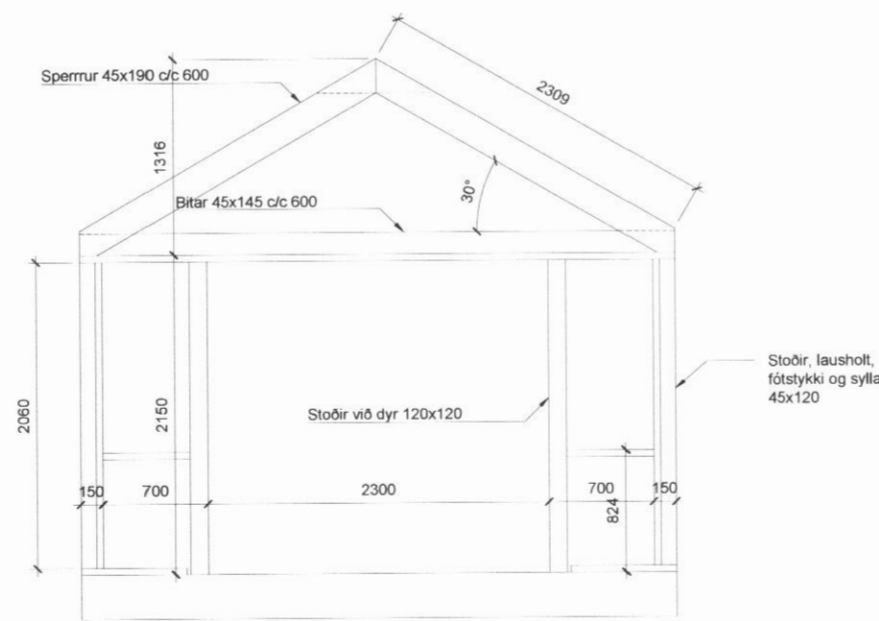 2309
Sperrrur 45x190 c/c 600
1316
30°
Bitar 45x145 c/c 600
Stoðir, lausholt,
fótstykki og sylla
45x120
2060
2150
Stoðir við dyr 120x120
150
700
2300
700
150
824